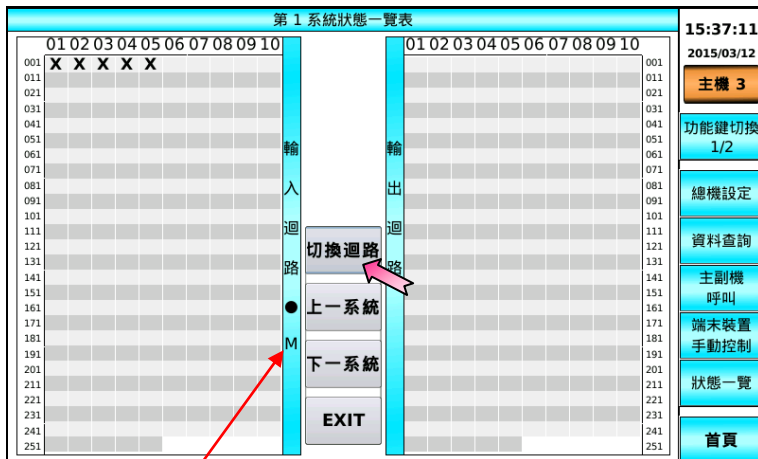 第 1 系統狀態一覽表
15:37:11
2015/03/12
主機 3
功能鍵切換
1/2
總機設定
資料查詢
主副機
呼叫
端末裝置
手動控制
狀態一覽
首頁
01 02 03 04 05 06 07 08 09 10
001 X X X X X
011
021
031
041
051
061
071
081
091
101
111
121
131
141
151
161
171
181
191
201
211
221
231
241
251
輸
入
迴
路
●
M
切換迴路
上一系統
下一系統
EXIT
輸
出
迴
路
01 02 03 04 05 06 07 08 09 10
001
011
021
031
041
051
061
071
081
091
101
111
121
131
141
151
161
171
181
191
201
211
221
231
241
251